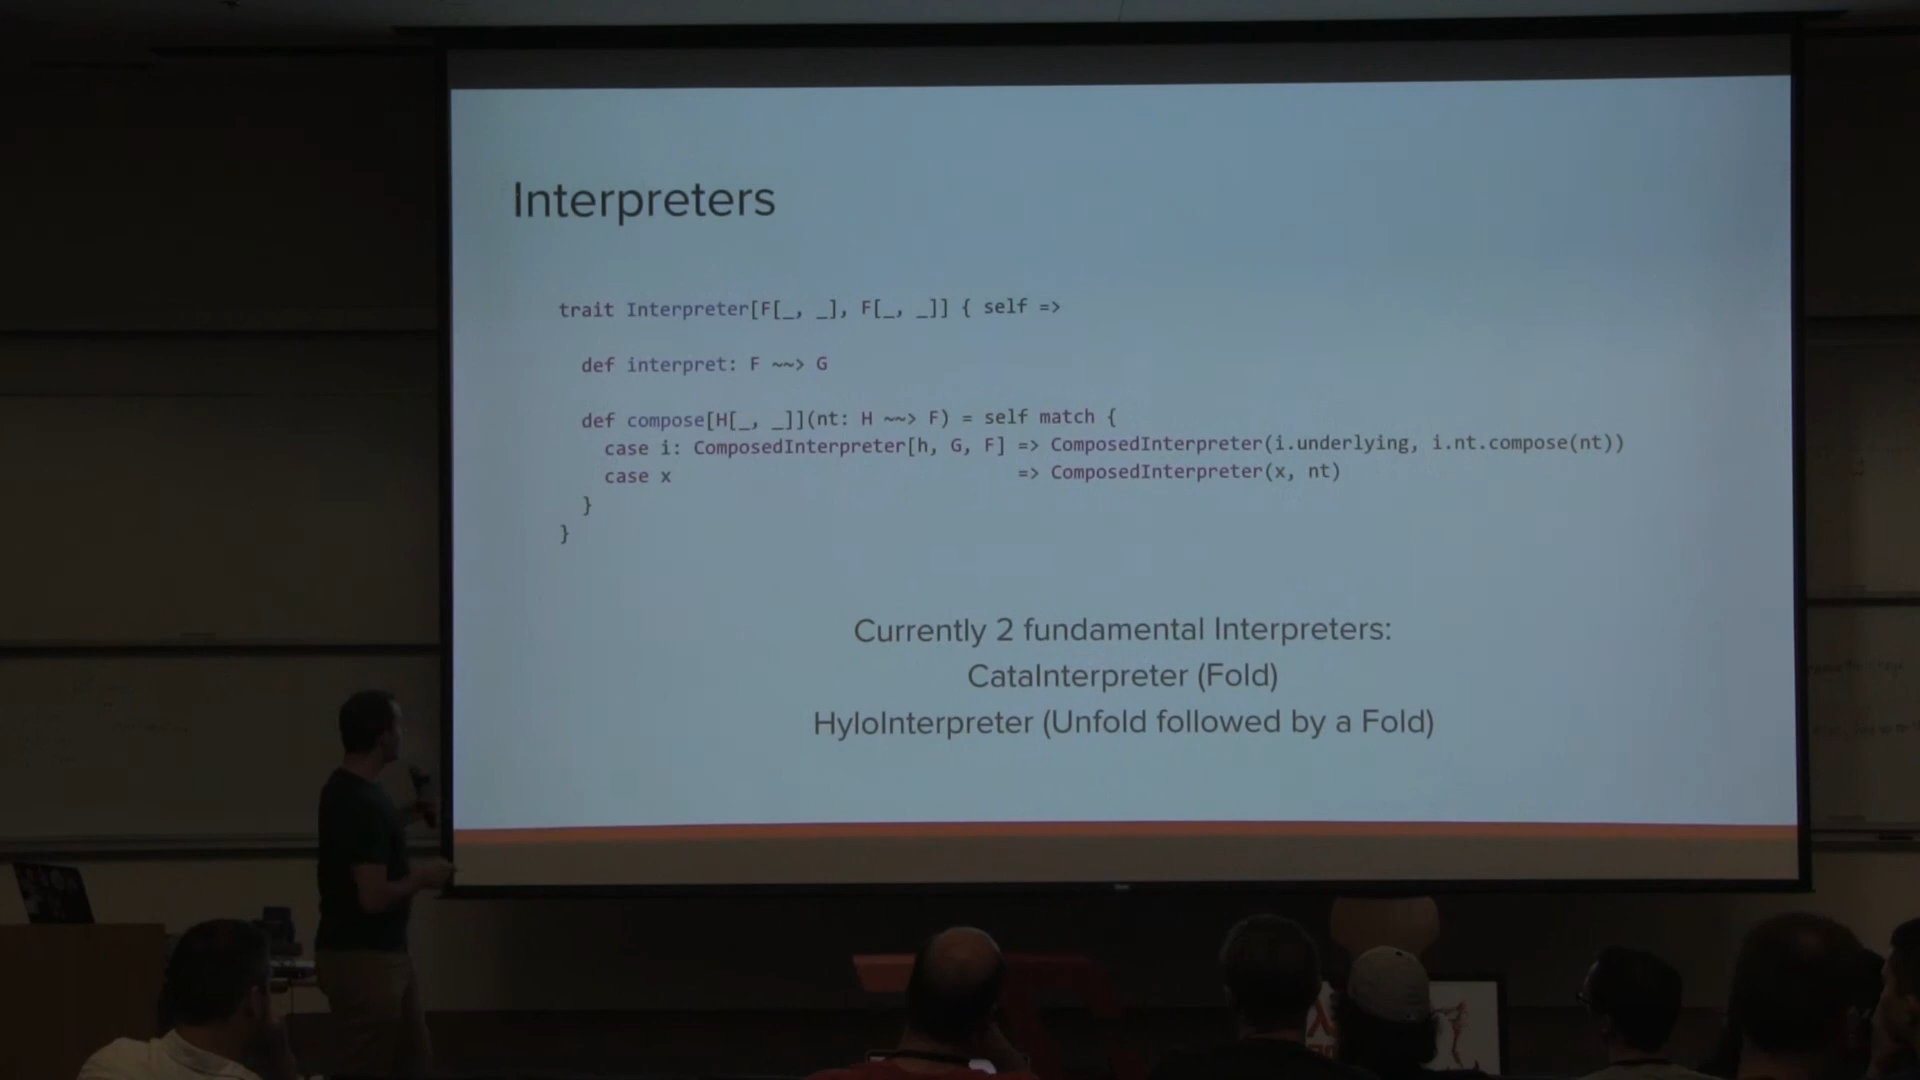 Interpreters
trait Interpreter[F[_, _], F[_, _]] { self =>
def interpret: F ~~> G
def compose[H[_, _]](nt: H ~~> F) = self match {
case i: ComposedInterpreter[h, G, F] => ComposedInterpreter(i.underlying, i.nt.compose(nt))
case x => ComposedInterpreter(x, nt)
}
}
Currently 2 fundamental Interpreters:
CataInterpreter (Fold)
HyloInterpreter (Unfold followed by a Fold)